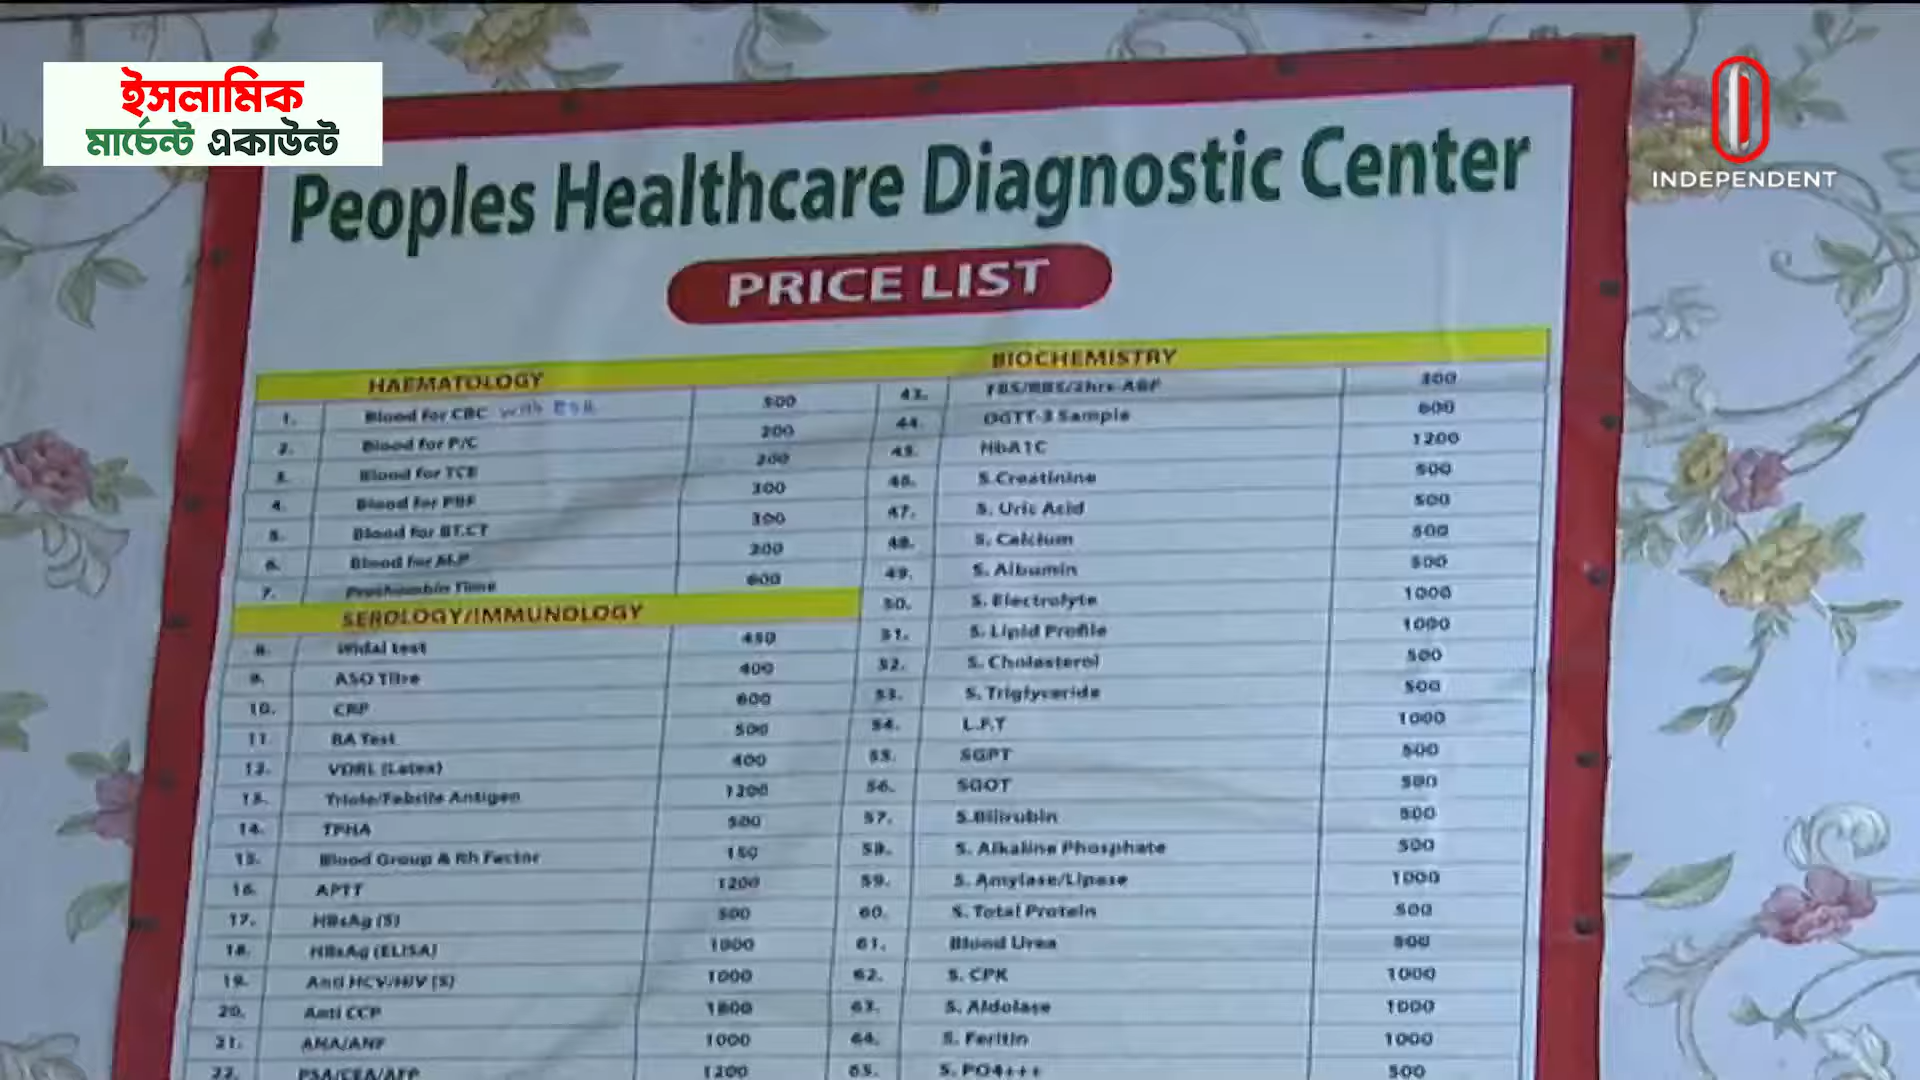 ইসলামিক
মার্চেন্ট একাউন্ট
INDEPENDENT
Peoples Healthcare Diagnostic Center
PRICE LIST
HAEMATOLOGY
1. Blood for CBC with ESR 500
2. Blood for P/C 200
3. Blood for TCE 200
4. Blood for PBF 300
5. Blood for BT.CT 300
6. Blood for M.P 200
7. Prothombin Time 600
SEROLOGY/IMMUNOLOGY
8. Widal test 450
9. ASO Titre 400
10. CRP 600
11 RA Test 500
VDRL (Latex) 400
Triole/Febrile Antigen 1200
14. TPHA 500
15. Blood Group & Rh Factor 150
16. APTT 1200
17. HBsAg (S) 500
18. HBsAg (ELISA) 1000
19. Anti HCV/HIV (S) 1000
20. Anti CCP 1800
21. ANA/ANF 1000
22. PSA/CEA/AFP 1200
BIOCHEMISTRY
43. FBS/RBS/2hrs ABF
44. OGTT-3 Sample 600
45. HbA1C 1200
46. S.Creatinine 500
47. S. Uric Acid 500
48. S. Calcium 500
49. S. Albumin 500
50. S. Electrolyte 1000
51. S. Lipid Profile 1000
52. S. Cholesterol 500
53. S. Triglyceride 500
54. L.F.T 1000
55. SGPT 500
56. SGOT 500
57. S.Bilirubin 500
58. S. Alkaline Phosphate 500
59. S. Amylase/Lipase 1000
60. S. Total Protein 500
61. Blood Urea 500
62. S. CPK 1000
63. S. Aldolase 1000
64. S. Feritin 1000
65. S. PO4+++ 500